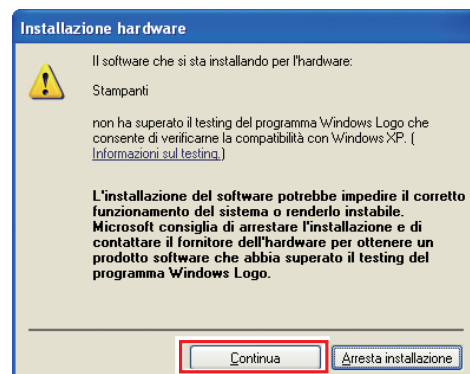 Installazione hardware
Il software che si sta installando per l'hardware:
Stampanti
non ha superato il testing del programma Windows Logo che
consente di verificarne la compatibilità con Windows XP. (
Informazioni sul testing.)
L'installazione del software potrebbe impedire il corretto
funzionamento del sistema o renderlo instabile.
Microsoft consiglia di arrestare l'installazione e di
contattare il fornitore dell'hardware per ottenere un
prodotto software che abbia superato il testing del
programma Windows Logo.
Continua
Arresta installazione